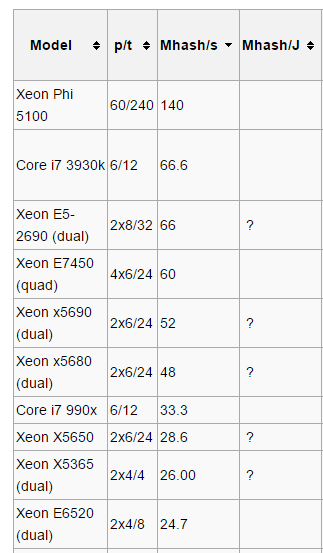 Model p/t Mhash/s Mhash/J
Xeon Phi
5100 60/240 140
Core i7 3930k 6/12 66.6
Xeon E5-
2690 (dual) 2x8/32 66 ?
Xeon E7450
(quad) 4x6/24 60
Xeon x5690
(dual) 2x6/24 52 ?
Xeon x5680
(dual) 2x6/24 48 ?
Core i7 990x 6/12 33.3
Xeon X5650 2x6/24 28.6 ?
Xeon X5365
(dual) 2x4/4 26.00 ?
Xeon E6520
(dual) 2x4/8 24.7